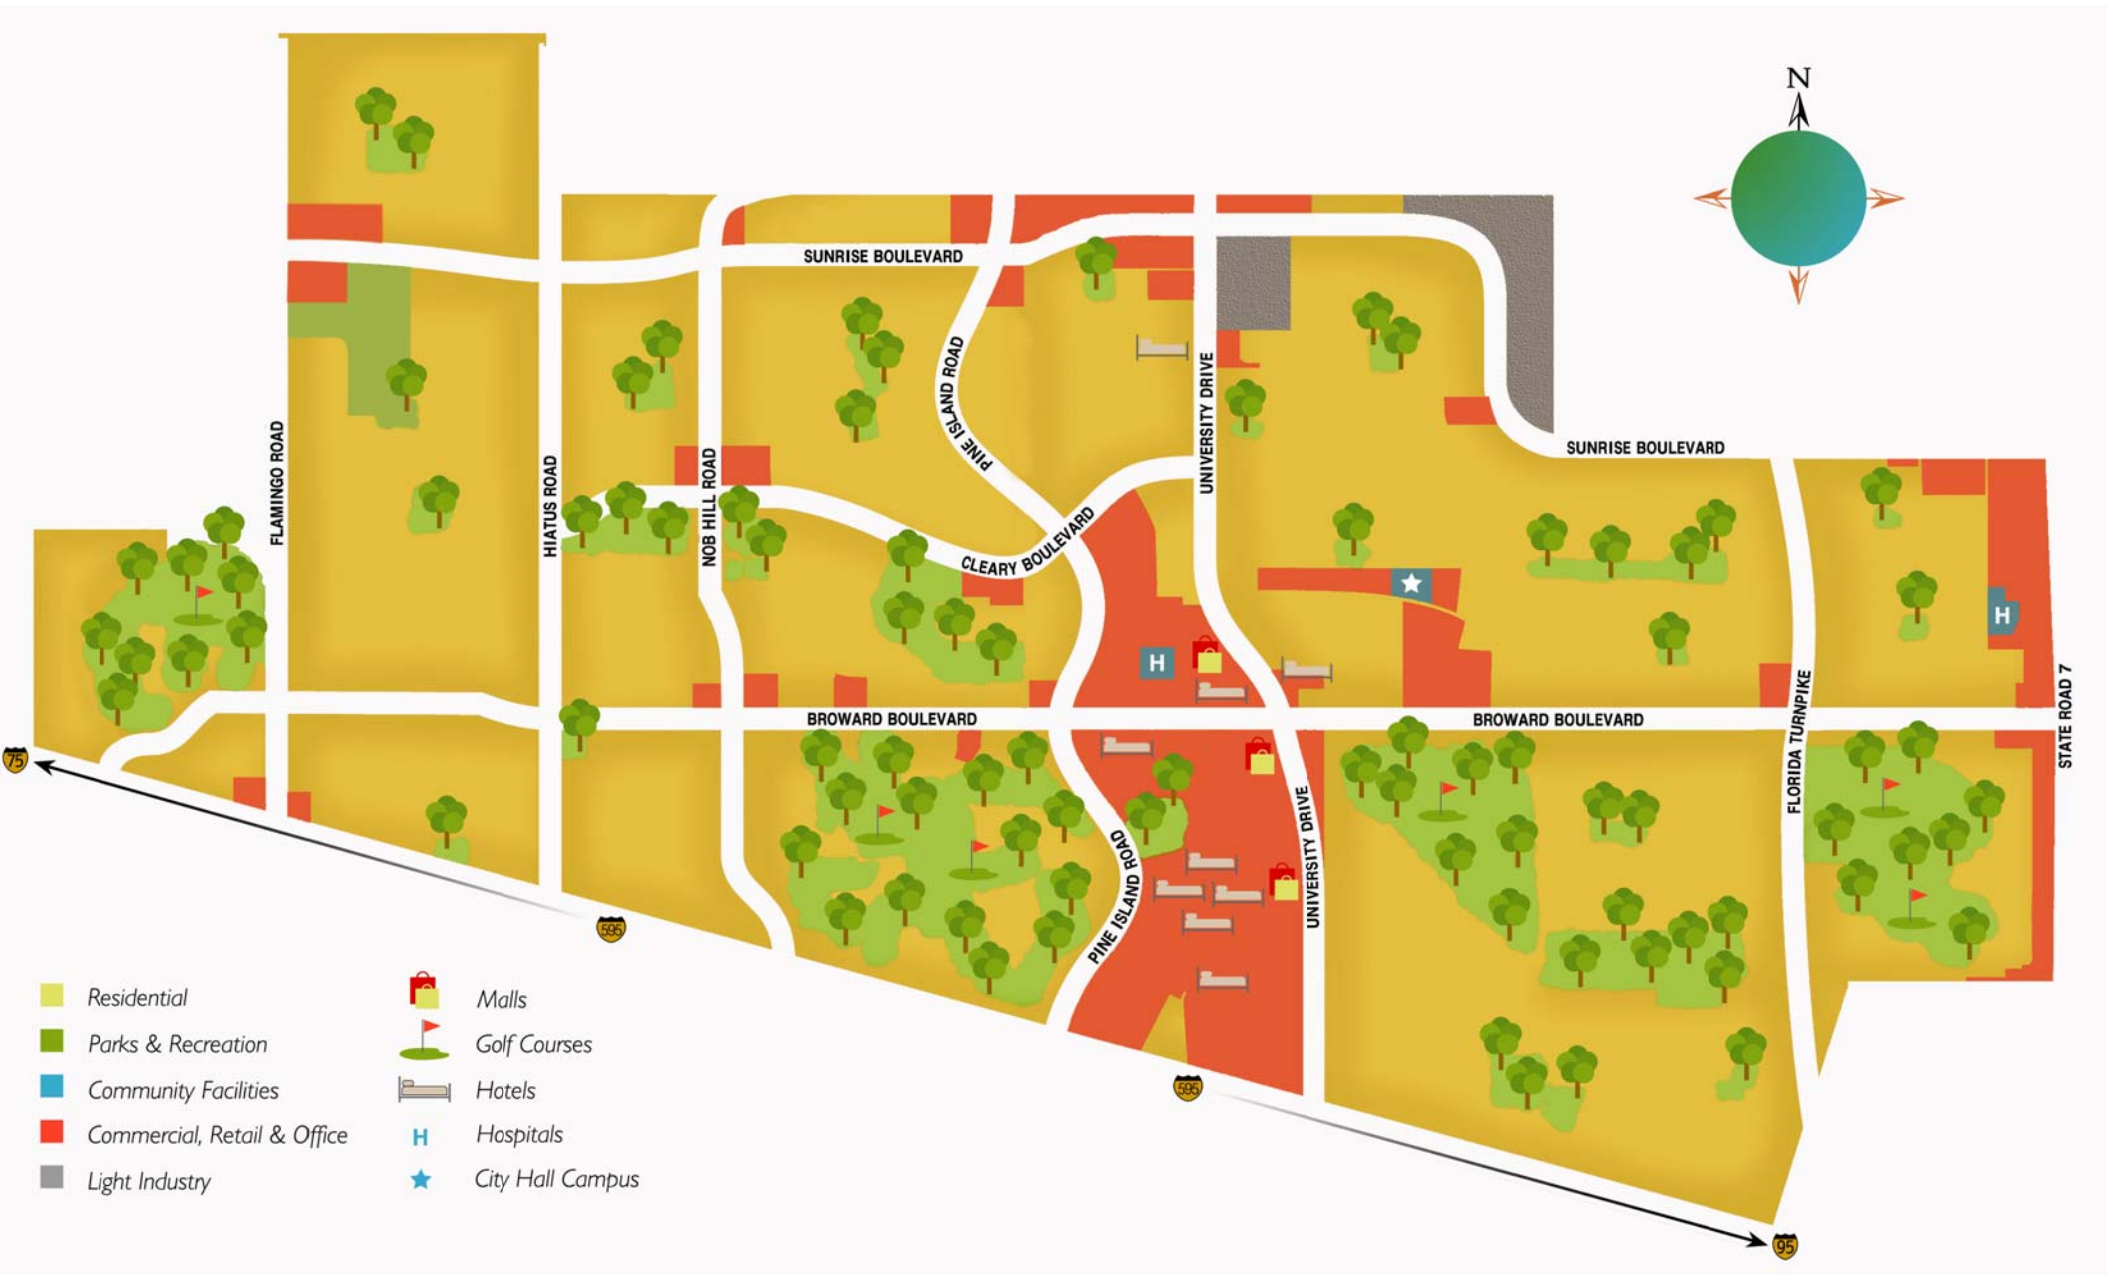 N
SUNRISE BOULEVARD
PINE ISLAND ROAD
UNIVERSITY DRIVE
SUNRISE BOULEVARD
FLAMINGO ROAD
HIATUS ROAD
NOB HILL ROAD
CLEARY BOULEVARD
H
H
BROWARD BOULEVARD
BROWARD BOULEVARD
FLORIDA TURNPIKE
STATE ROAD 7
75
PINE ISLAND ROAD
UNIVERSITY DRIVE
595
595
95
Residential
Parks & Recreation
Community Facilities
Commercial, Retail & Office
Light Industry
Malls
Golf Courses
Hotels
H Hospitals
City Hall Campus